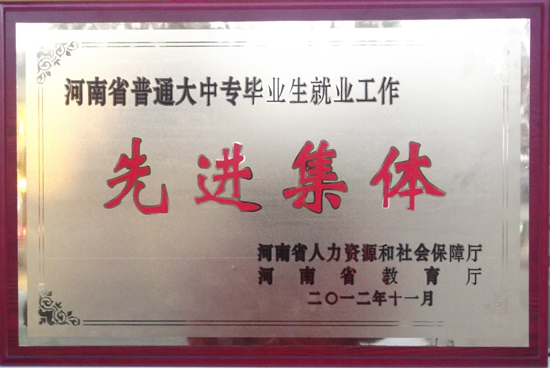 河南省普通大中专毕业生就业工作
先进集体
河南省人力资源和社会保障厅
河南省教育厅
二〇一二年十一月